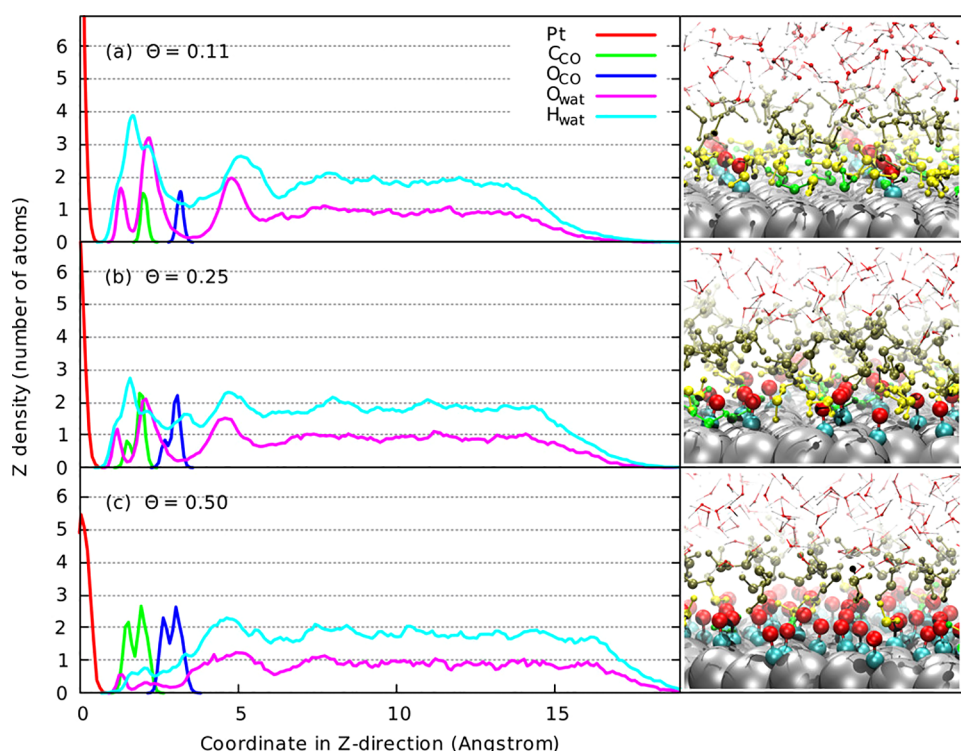 6
5
4
3
2
1
0
(a) Θ = 0.11
Pt
C_CO
O_CO
O_wat
H_wat
6
5
4
3
2
1
0
(b) Θ = 0.25
Z density (number of atoms)
6
5
4
3
2
1
0
(c) Θ = 0.50
0 5 10 15
Coordinate in Z-direction (Angstrom)